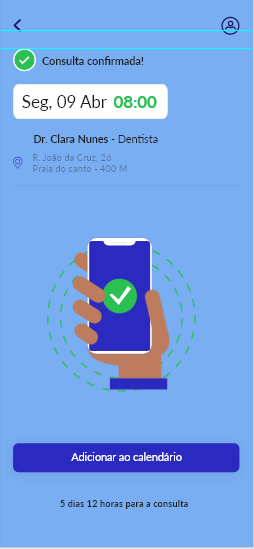 Consulta confirmada!
Seg, 09 Abr 08:00
Dr. Clara Nunes - Dentista
R. João da Cruz, 26
Praia do canto - 400 M
Adicionar ao calendário
5 dias 12 horas para a consulta